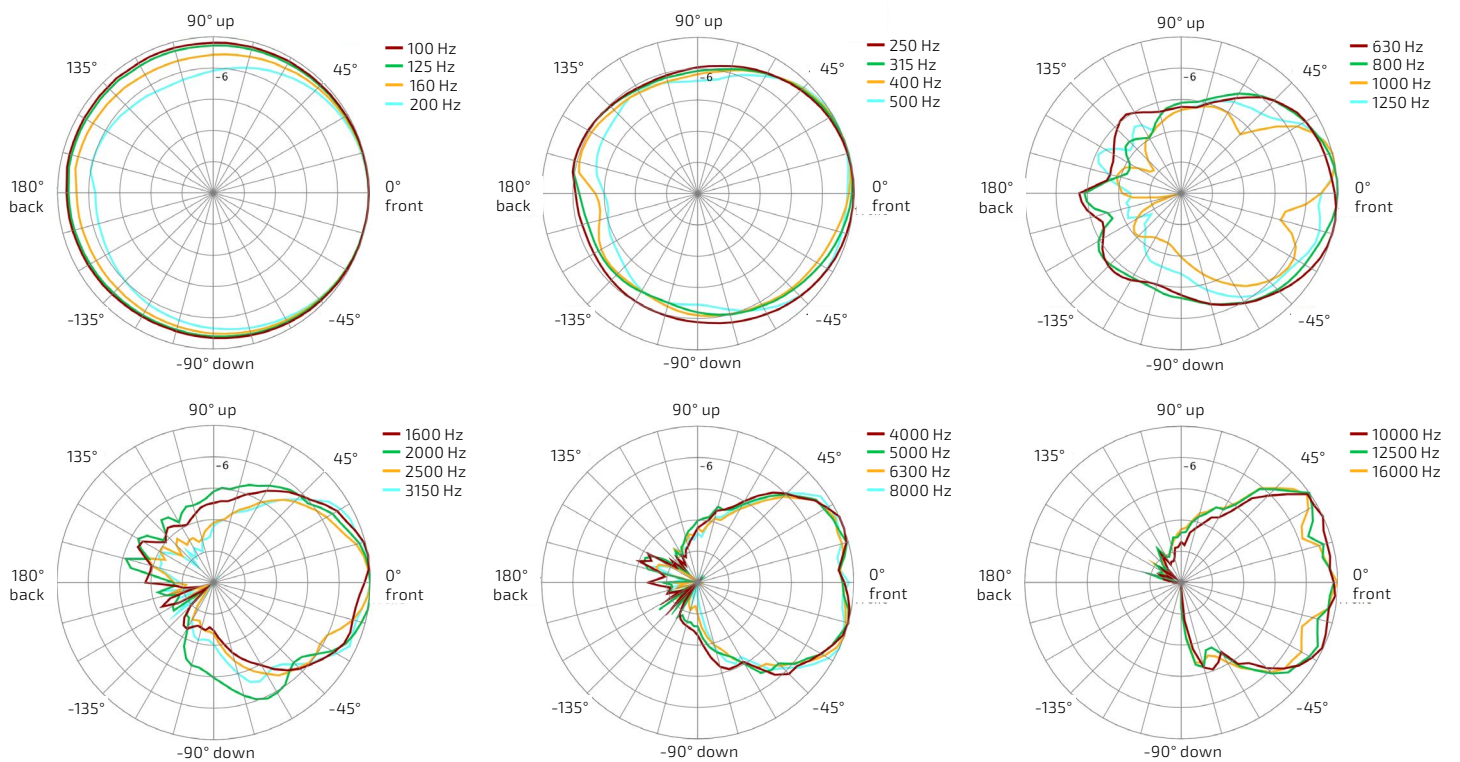 90° up
135°
45°
-6
180°
back
0°
front
-135°
-45°
-90° down
100 Hz
125 Hz
160 Hz
200 Hz
90° up
135°
45°
-6
180°
back
0°
front
-135°
-45°
-90° down
250 Hz
315 Hz
400 Hz
500 Hz
90° up
135°
45°
-6
180°
back
0°
front
-135°
-45°
-90° down
630 Hz
800 Hz
1000 Hz
1250 Hz
90° up
135°
45°
-6
180°
back
0°
front
-135°
-45°
-90° down
1600 Hz
2000 Hz
2500 Hz
3150 Hz
90° up
135°
45°
-6
180°
back
0°
front
-135°
-45°
-90° down
4000 Hz
5000 Hz
6300 Hz
8000 Hz
90° up
135°
45°
-6
180°
back
0°
front
-135°
-45°
-90° down
10000 Hz
12500 Hz
16000 Hz